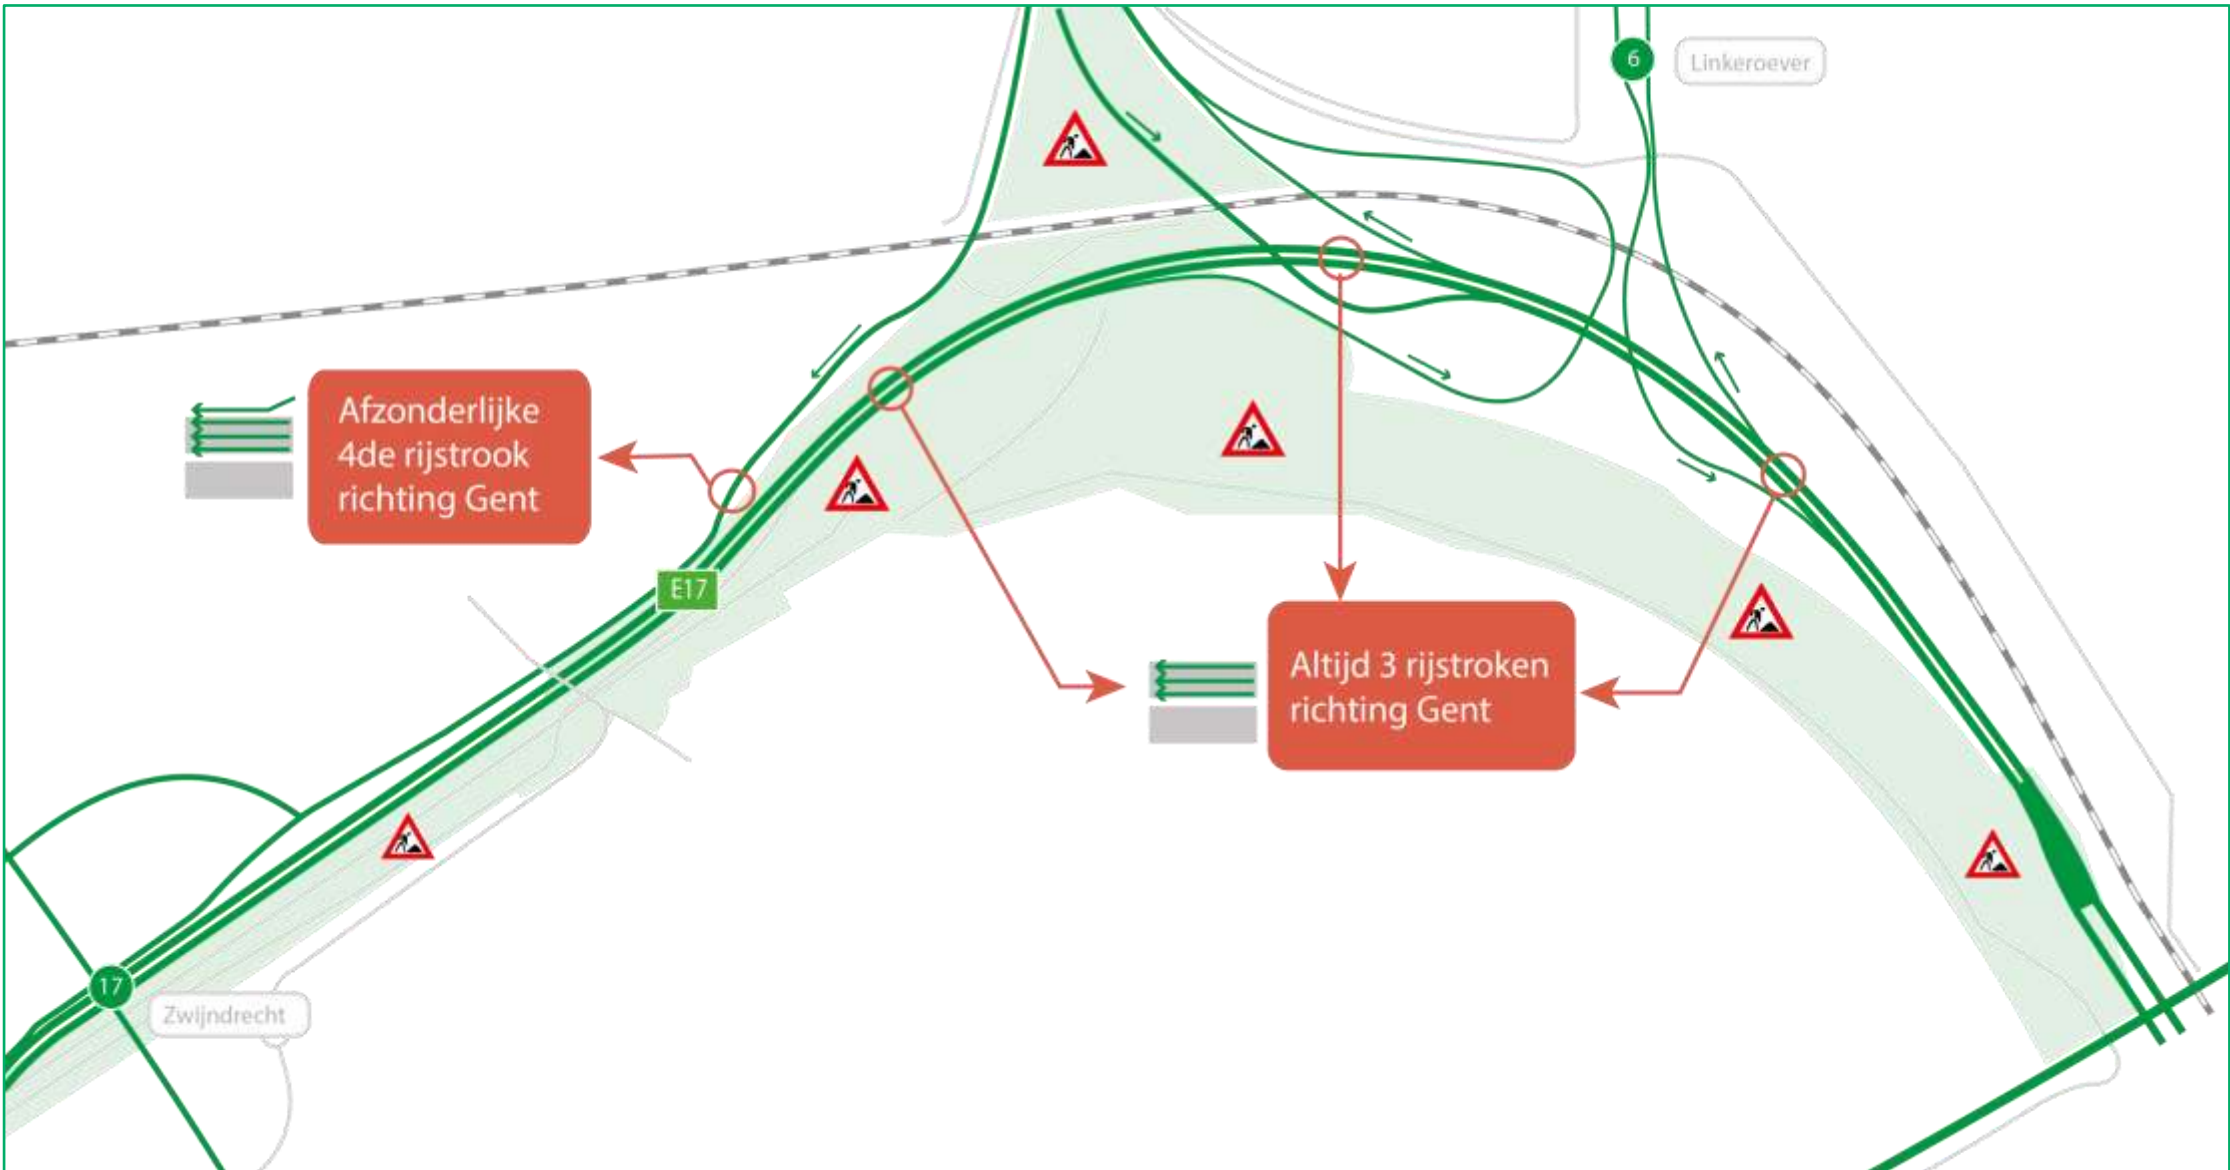 6
Linkeroever
Afzonderlijke
4de rijstrook
richting Gent
E17
Altijd 3 rijstroken
richting Gent
17
Zwijndrecht